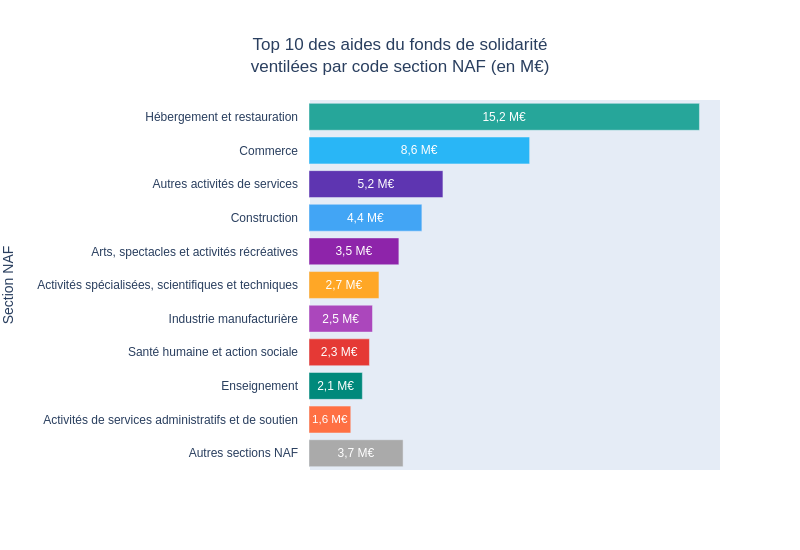 Top 10 des aides du fonds de solidarité
ventilées par code section NAF (en M€)
Section NAF
Hébergement et restauration 15,2 M€
Commerce 8,6 M€
Autres activités de services 5,2 M€
Construction 4,4 M€
Arts, spectacles et activités récréatives 3,5 M€
Activités spécialisées, scientifiques et techniques 2,7 M€
Industrie manufacturière 2,5 M€
Santé humaine et action sociale 2,3 M€
Enseignement 2,1 M€
Activités de services administratifs et de soutien 1,6 M€
Autres sections NAF 3,7 M€